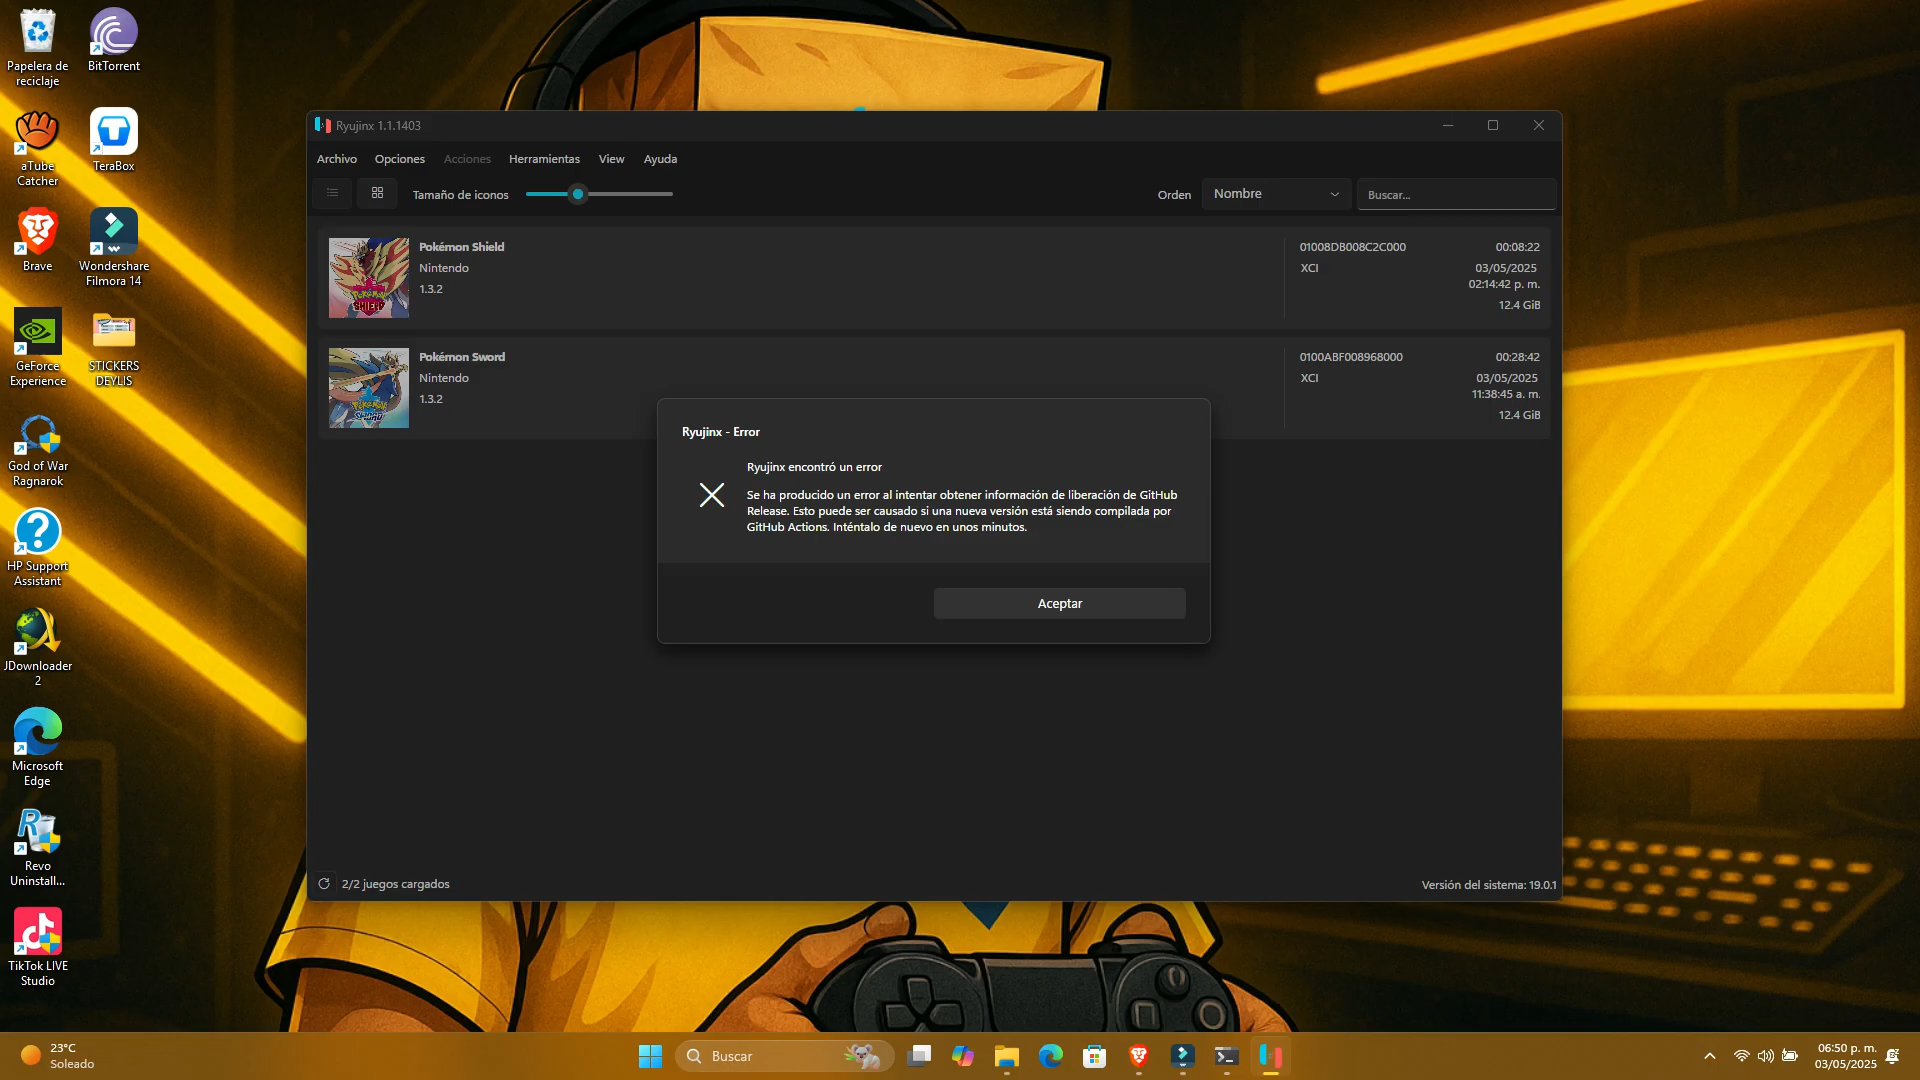 Papelera de
reciclaje
BitTorrent
aTube
Catcher
TeraBox
Brave
Wondershare
Filmora 14
GeForce
Experience
STICKERS
DEYLIS
God of War
Ragnarok
HP Support
Assistant
JDownloader
2
Microsoft
Edge
Revo
Uninstall...
TikTok LIVE
Studio
Ryujinx 1.1.1403
Archivo Opciones Acciones Herramientas View Ayuda
Tamaño de iconos
Orden Nombre Buscar...
Pokémon Shield
Nintendo
1.3.2
01008DB008C2C000 00:08:22
XCI 03/05/2025
02:14:42 p. m.
12.4 GiB
Pokémon Sword
Nintendo
1.3.2
0100ABF008968000 00:28:42
XCI 03/05/2025
11:38:45 a. m.
12.4 GiB
Ryujinx - Error
Ryujinx encontró un error
Se ha producido un error al intentar obtener información de liberación de GitHub
Release. Esto puede ser causado si una nueva versión está siendo compilada por
GitHub Actions. Inténtalo de nuevo en unos minutos.
Aceptar
2/2 juegos cargados
Versión del sistema: 19.0.1
23°C
Soleado
Buscar
06:50 p. m.
03/05/2025